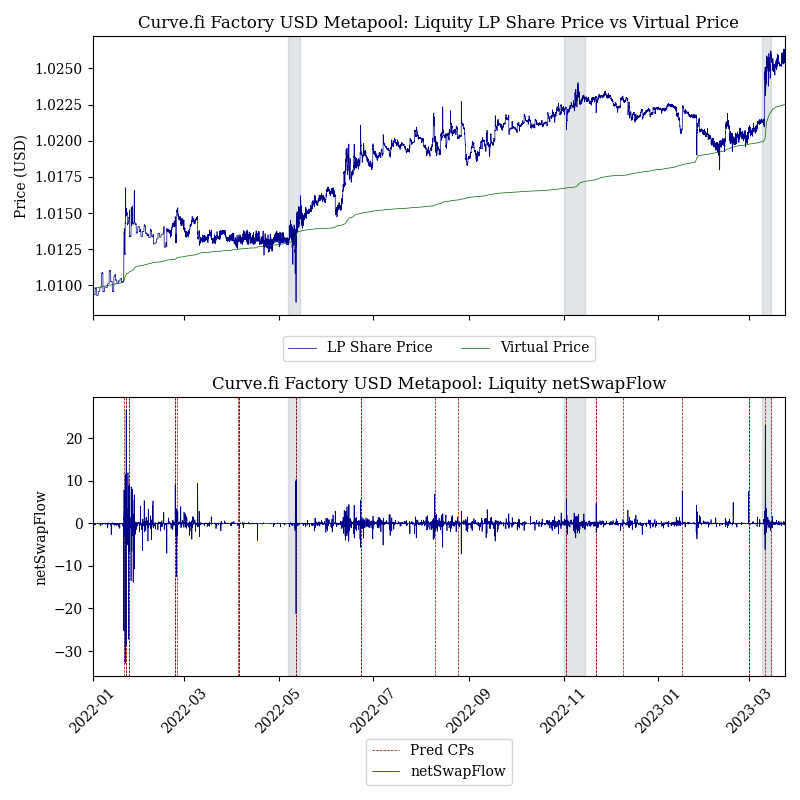 Curve.fi Factory USD Metapool: Liquity LP Share Price vs Virtual Price
Price (USD)
1.0250
1.0225
1.0200
1.0175
1.0150
1.0125
1.0100
LP Share Price
Virtual Price
Curve.fi Factory USD Metapool: Liquity netSwapFlow
netSwapFlow
20
10
0
−10
−20
−30
2022-01
2022-03
2022-05
2022-07
2022-09
2022-11
2023-01
2023-03
Pred CPs
netSwapFlow